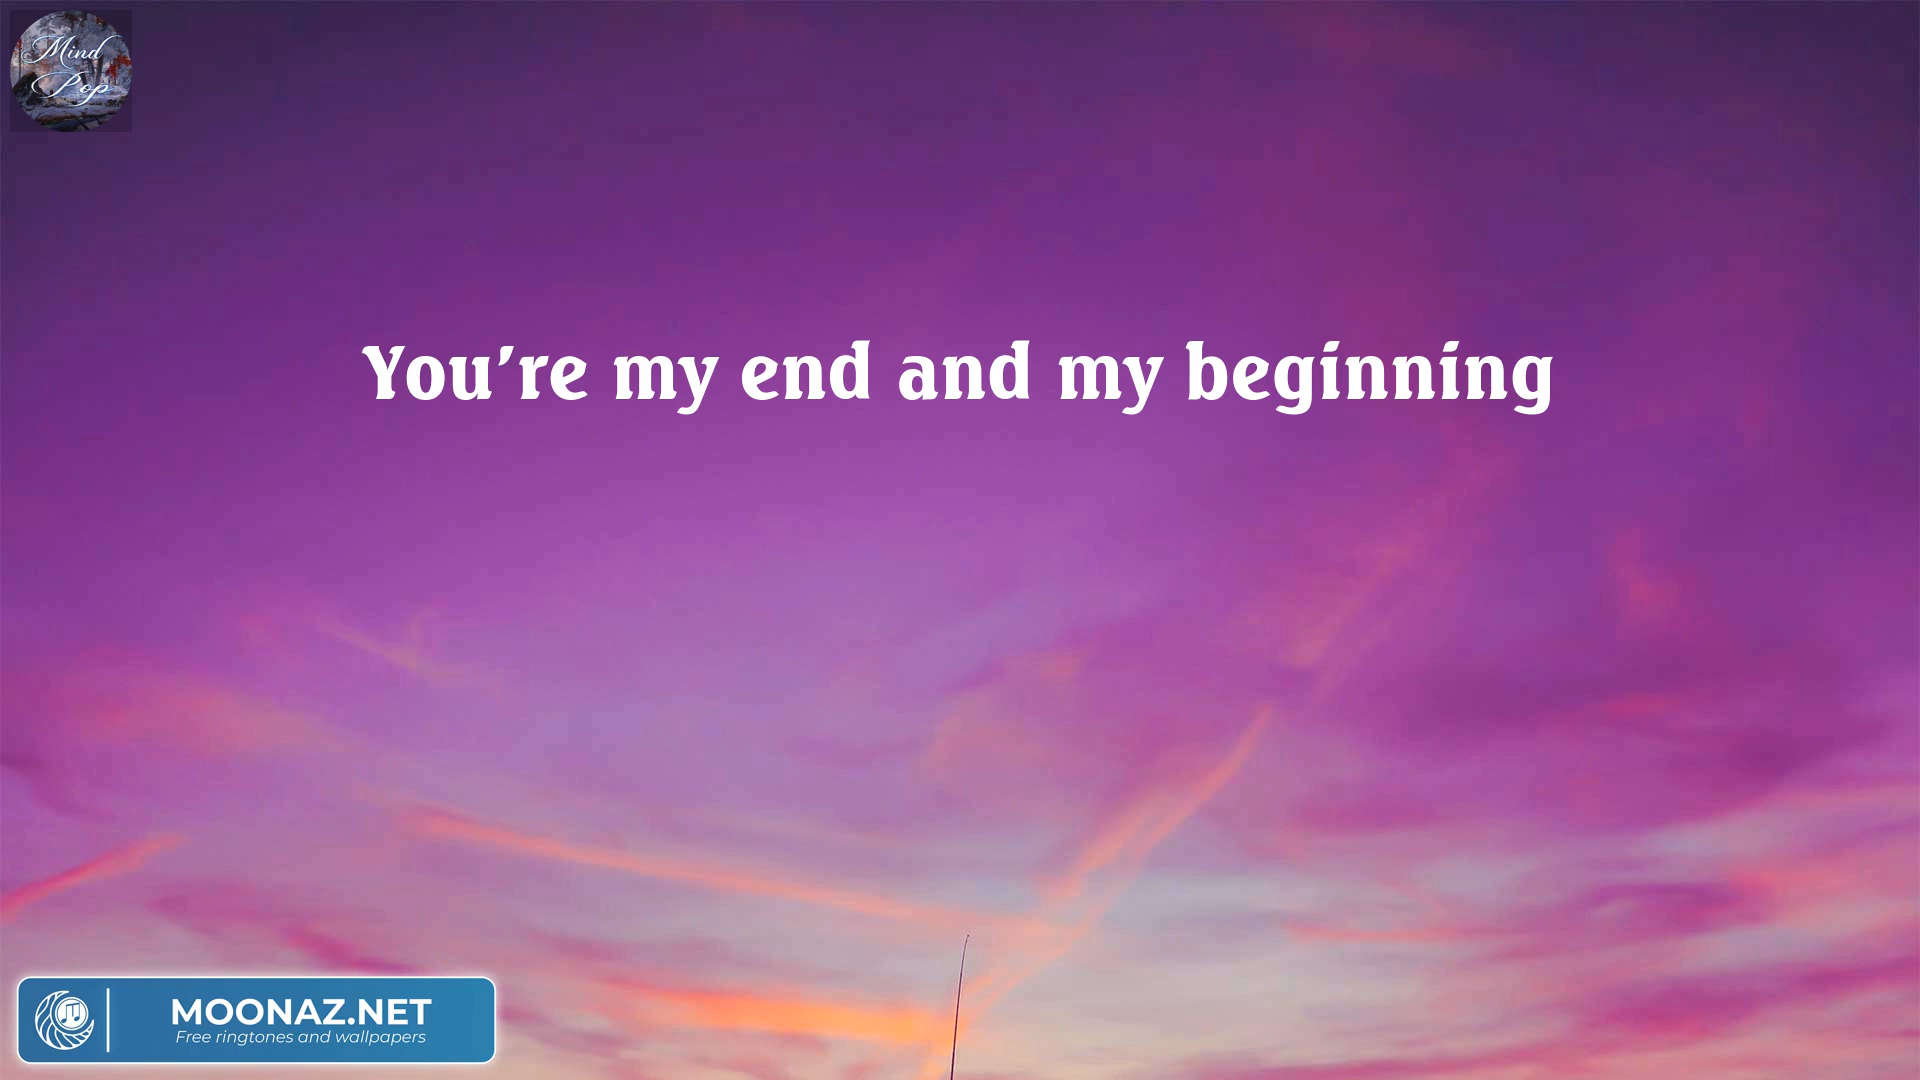 Mind
Pop
You’re my end and my beginning
MOONAZ.NET
Free ringtones and wallpapers